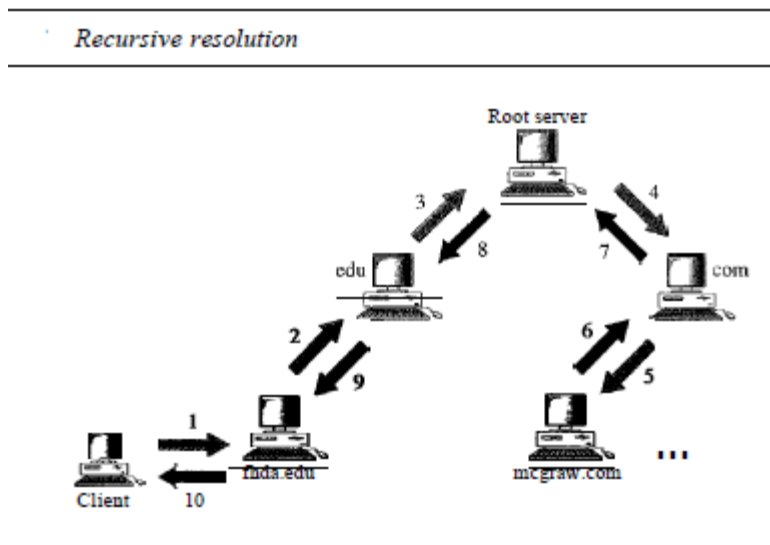 Recursive resolution
Root server
3
4
8
7
edu
com
2
6
9
5
1
fhda.edu
mcgraw.com
...
Client
10